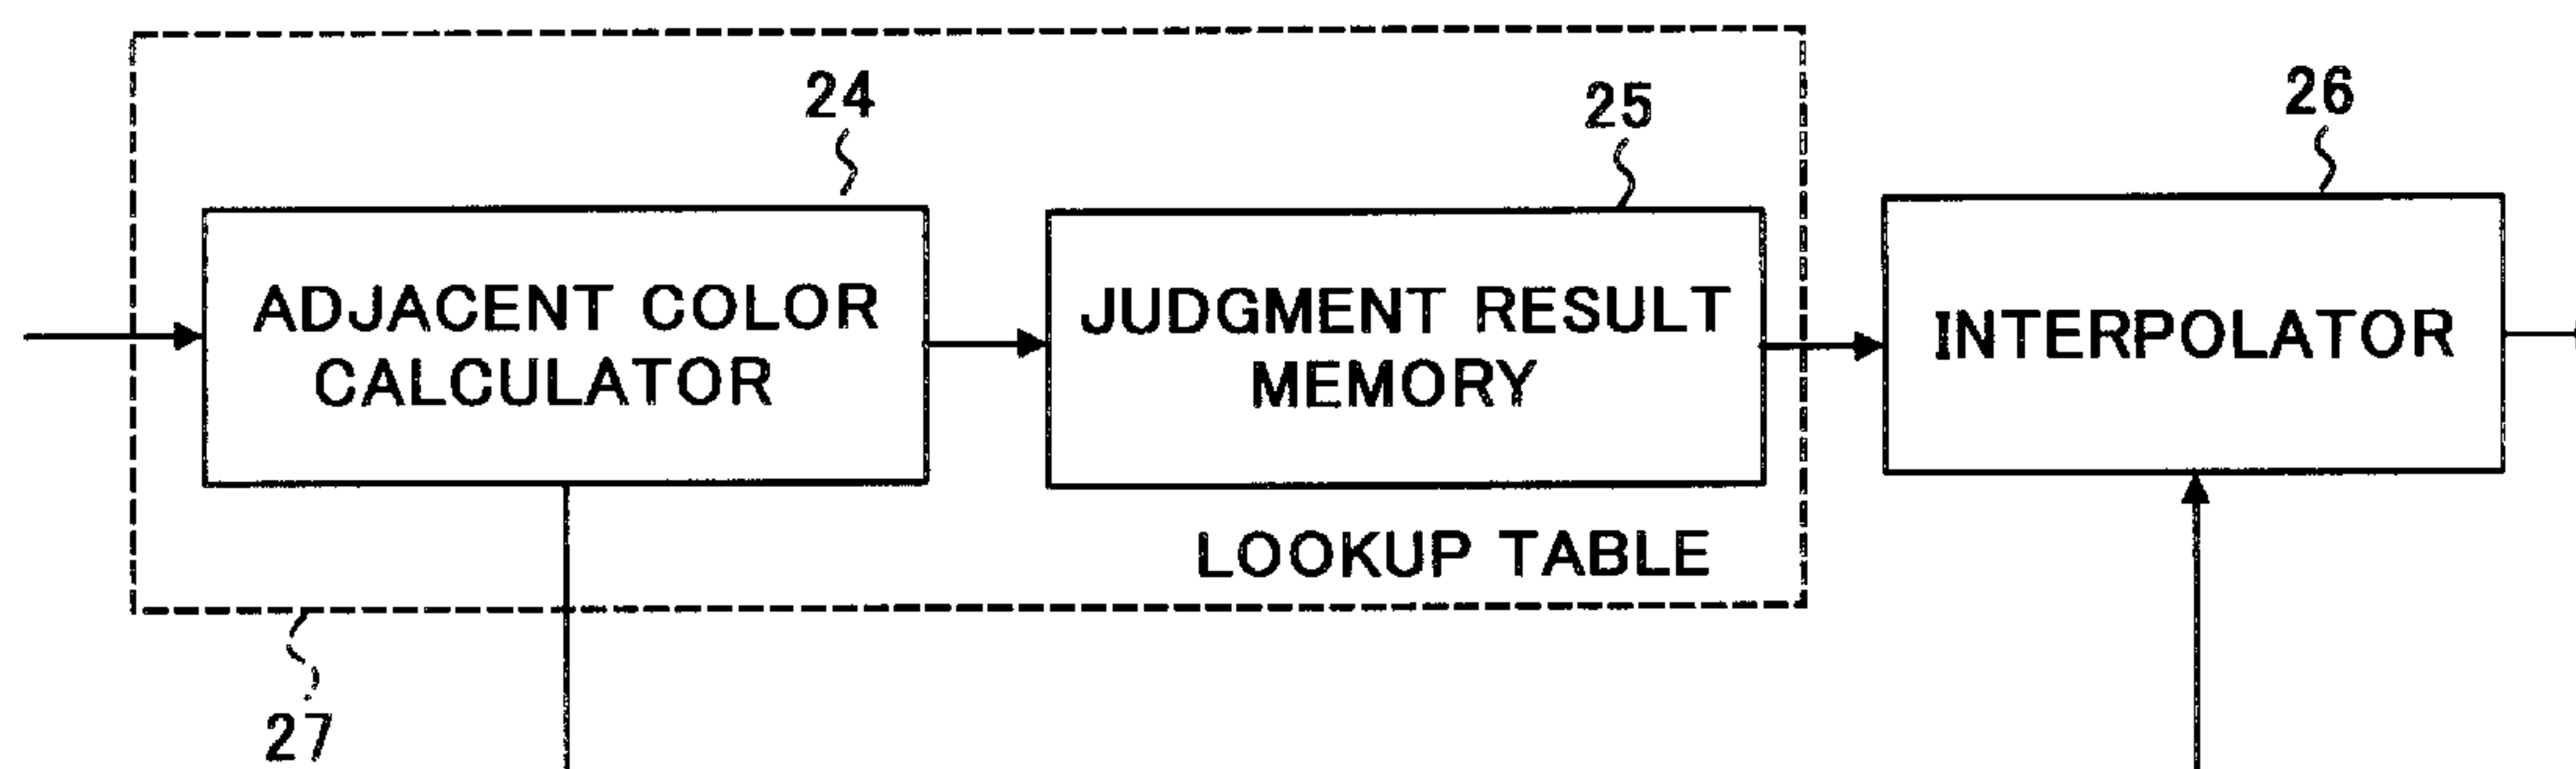 24
25
26
ADJACENT COLOR
CALCULATOR
JUDGMENT RESULT
MEMORY
INTERPOLATOR
LOOKUP TABLE
27